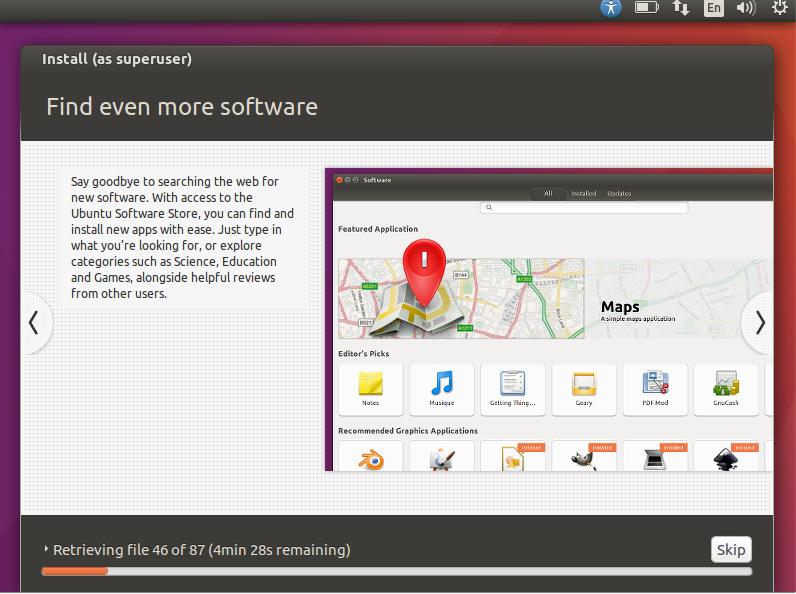 En
Install (as superuser)
Find even more software
Say goodbye to searching the web for
new software. With access to the
Ubuntu Software Store, you can find and
install new apps with ease. Just type in
what you're looking for, or explore
categories such as Science, Education
and Games, alongside helpful reviews
from other users.
Software
All Installed Updates
Featured Application
B144
A5201
A1202
B521
A1211
Maps
A simple maps application
Editor's Picks
Notes Musique Getting Thing... Geary PDF Mod GnuCash
Recommended Graphics Applications
Installed Installed Installed Installed
Retrieving file 46 of 87 (4min 28s remaining)
Skip